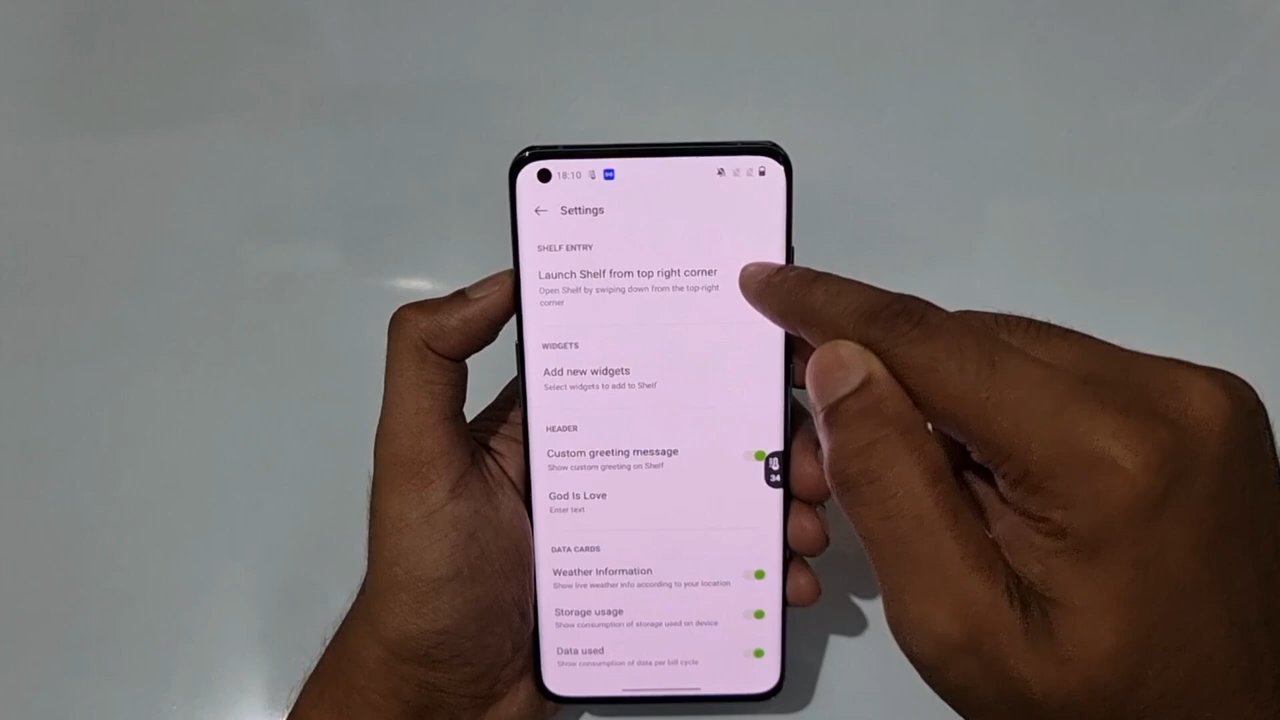 18:10
Settings
SHELF ENTRY
Launch Shelf from top right corner
Open Shelf by swiping down from the top-right
corner
WIDGETS
Add new widgets
Select widgets to add to Shelf
HEADER
Custom greeting message
Show custom greeting on Shelf
34
God Is Love
Enter text
DATA CARDS
Weather Information
Show live weather info according to your location
Storage usage
Show consumption of storage used on device
Data used
Show consumption of data per bill cycle